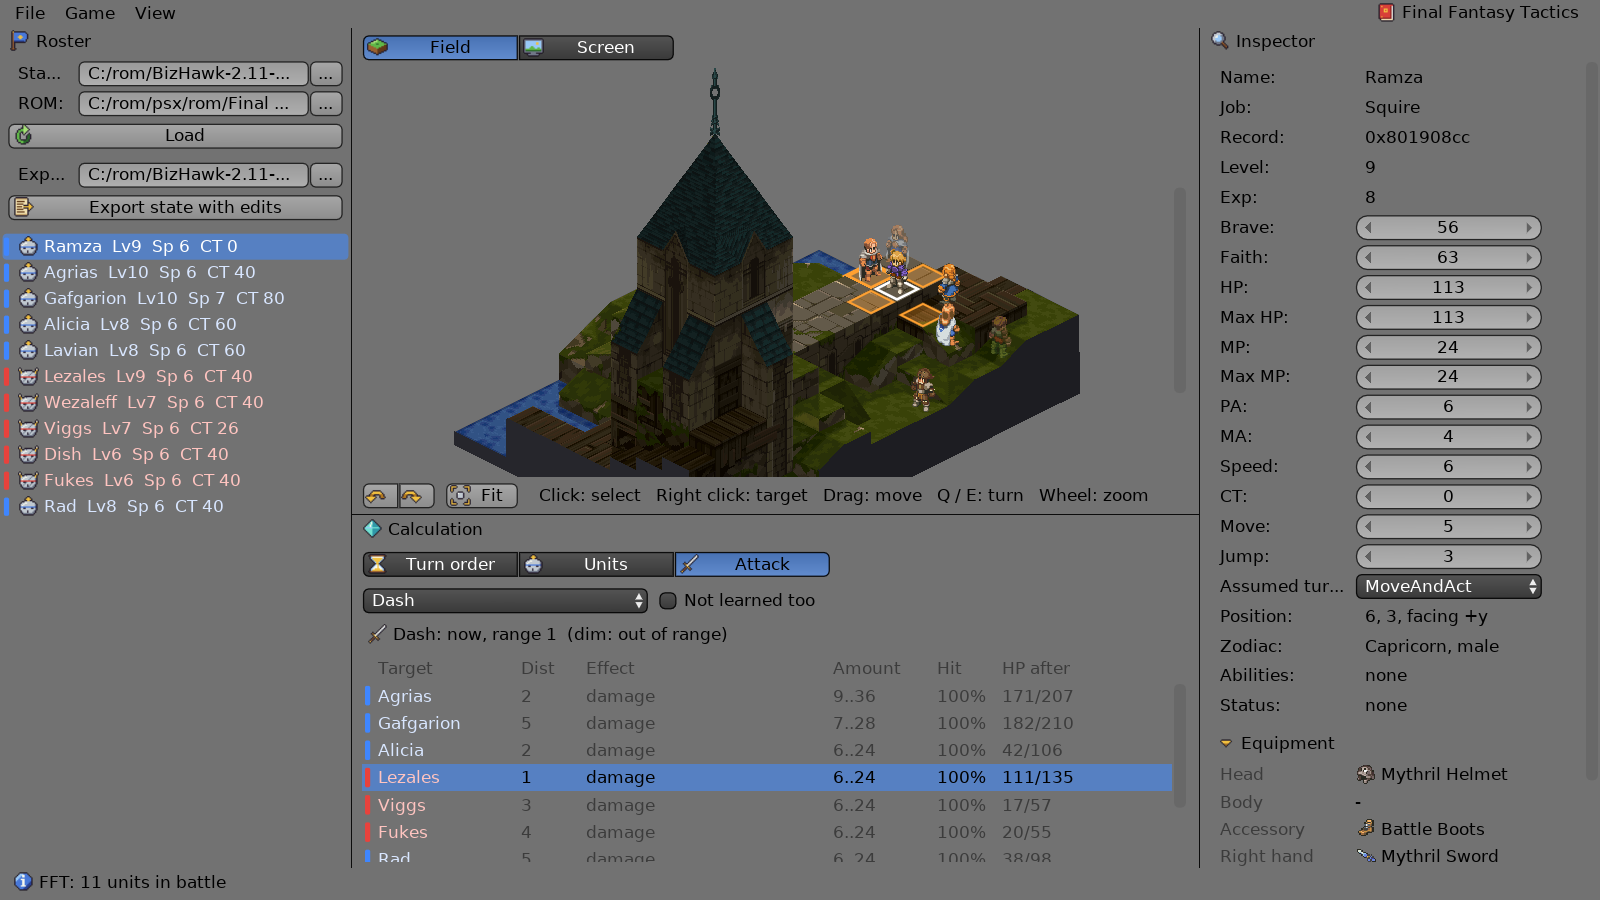 File Game View
Final Fantasy Tactics
Roster
Sta... C:/rom/BizHawk-2.11-... ...
ROM: C:/rom/psx/rom/Final ... ...
Load
Exp... C:/rom/BizHawk-2.11-... ...
Export state with edits
Ramza Lv9 Sp 6 CT 0
Agrias Lv10 Sp 6 CT 40
Gafgarion Lv10 Sp 7 CT 80
Alicia Lv8 Sp 6 CT 60
Lavian Lv8 Sp 6 CT 60
Lezales Lv9 Sp 6 CT 40
Wezaleff Lv7 Sp 6 CT 40
Viggs Lv7 Sp 6 CT 26
Dish Lv6 Sp 6 CT 40
Fukes Lv6 Sp 6 CT 40
Rad Lv8 Sp 6 CT 40
Field Screen
Fit Click: select Right click: target Drag: move Q / E: turn Wheel: zoom
Calculation
Turn order Units Attack
Dash Not learned too
Dash: now, range 1 (dim: out of range)
Target Dist Effect Amount Hit HP after
Agrias 2 damage 9..36 100% 171/207
Gafgarion 5 damage 7..28 100% 182/210
Alicia 2 damage 6..24 100% 42/106
Lezales 1 damage 6..24 100% 111/135
Viggs 3 damage 6..24 100% 17/57
Fukes 4 damage 6..24 100% 20/55
Rad 5 damage 6..24 100% 38/98
Inspector
Name: Ramza
Job: Squire
Record: 0x801908cc
Level: 9
Exp: 8
Brave: 56
Faith: 63
HP: 113
Max HP: 113
MP: 24
Max MP: 24
PA: 6
MA: 4
Speed: 6
CT: 0
Move: 5
Jump: 3
Assumed tur... MoveAndAct
Position: 6, 3, facing +y
Zodiac: Capricorn, male
Abilities: none
Status: none
Equipment
Head Mythril Helmet
Body -
Accessory Battle Boots
Right hand Mythril Sword
FFT: 11 units in battle